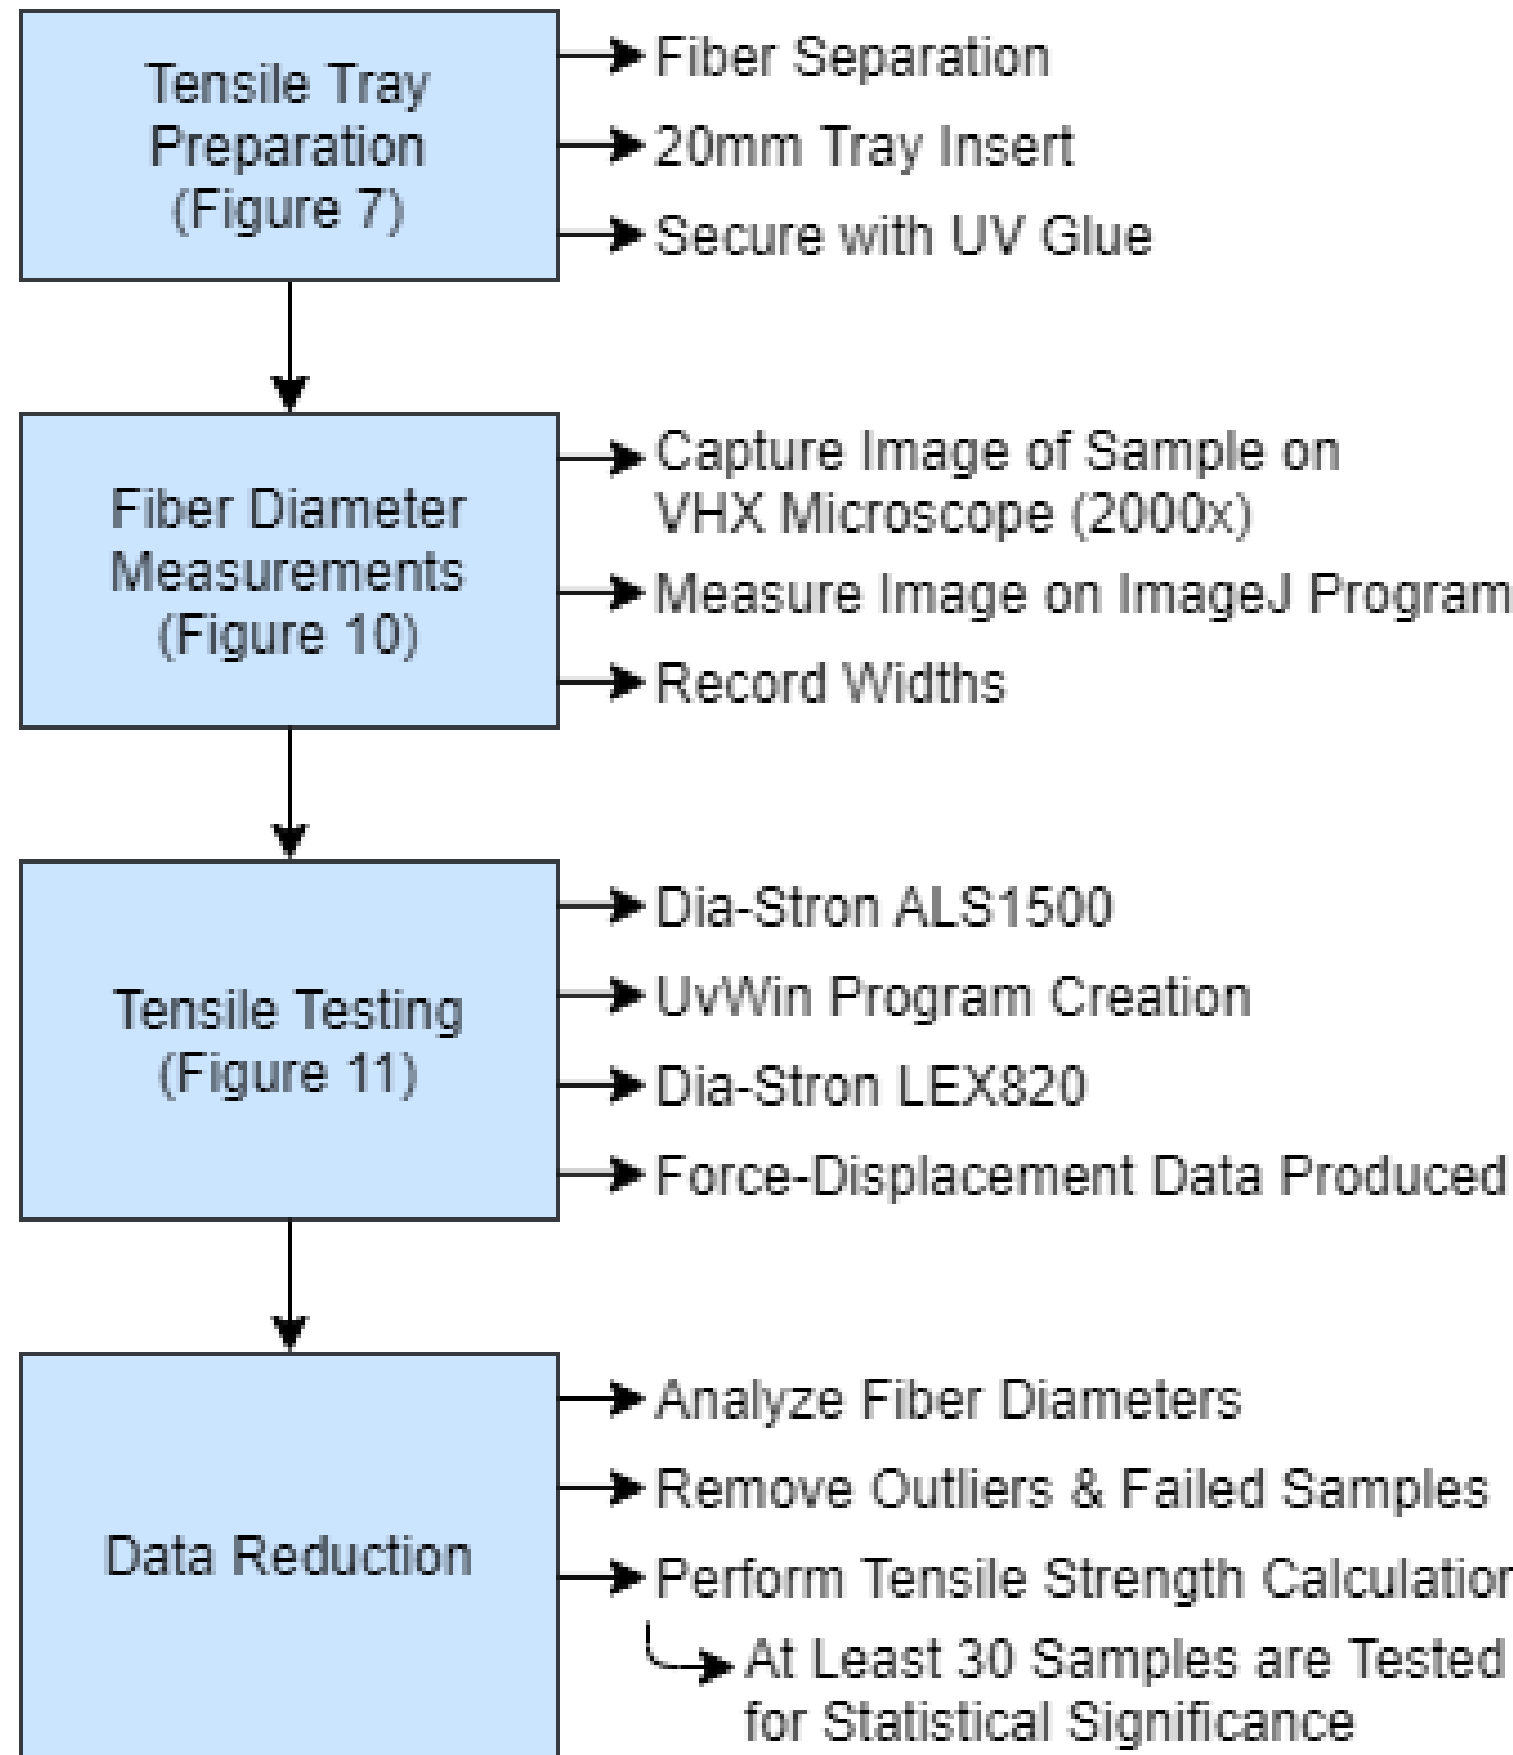 Tensile Tray
Preparation
(Figure 7)
Fiber Separation
20mm Tray Insert
Secure with UV Glue
Fiber Diameter
Measurements
(Figure 10)
Capture Image of Sample on
VHX Microscope (2000x)
Measure Image on ImageJ Program
Record Widths
Tensile Testing
(Figure 11)
Dia-Stron ALS1500
UvWin Program Creation
Dia-Stron LEX820
Force-Displacement Data Produced
Data Reduction
Analyze Fiber Diameters
Remove Outliers & Failed Samples
Perform Tensile Strength Calculation
At Least 30 Samples are Tested
for Statistical Significance